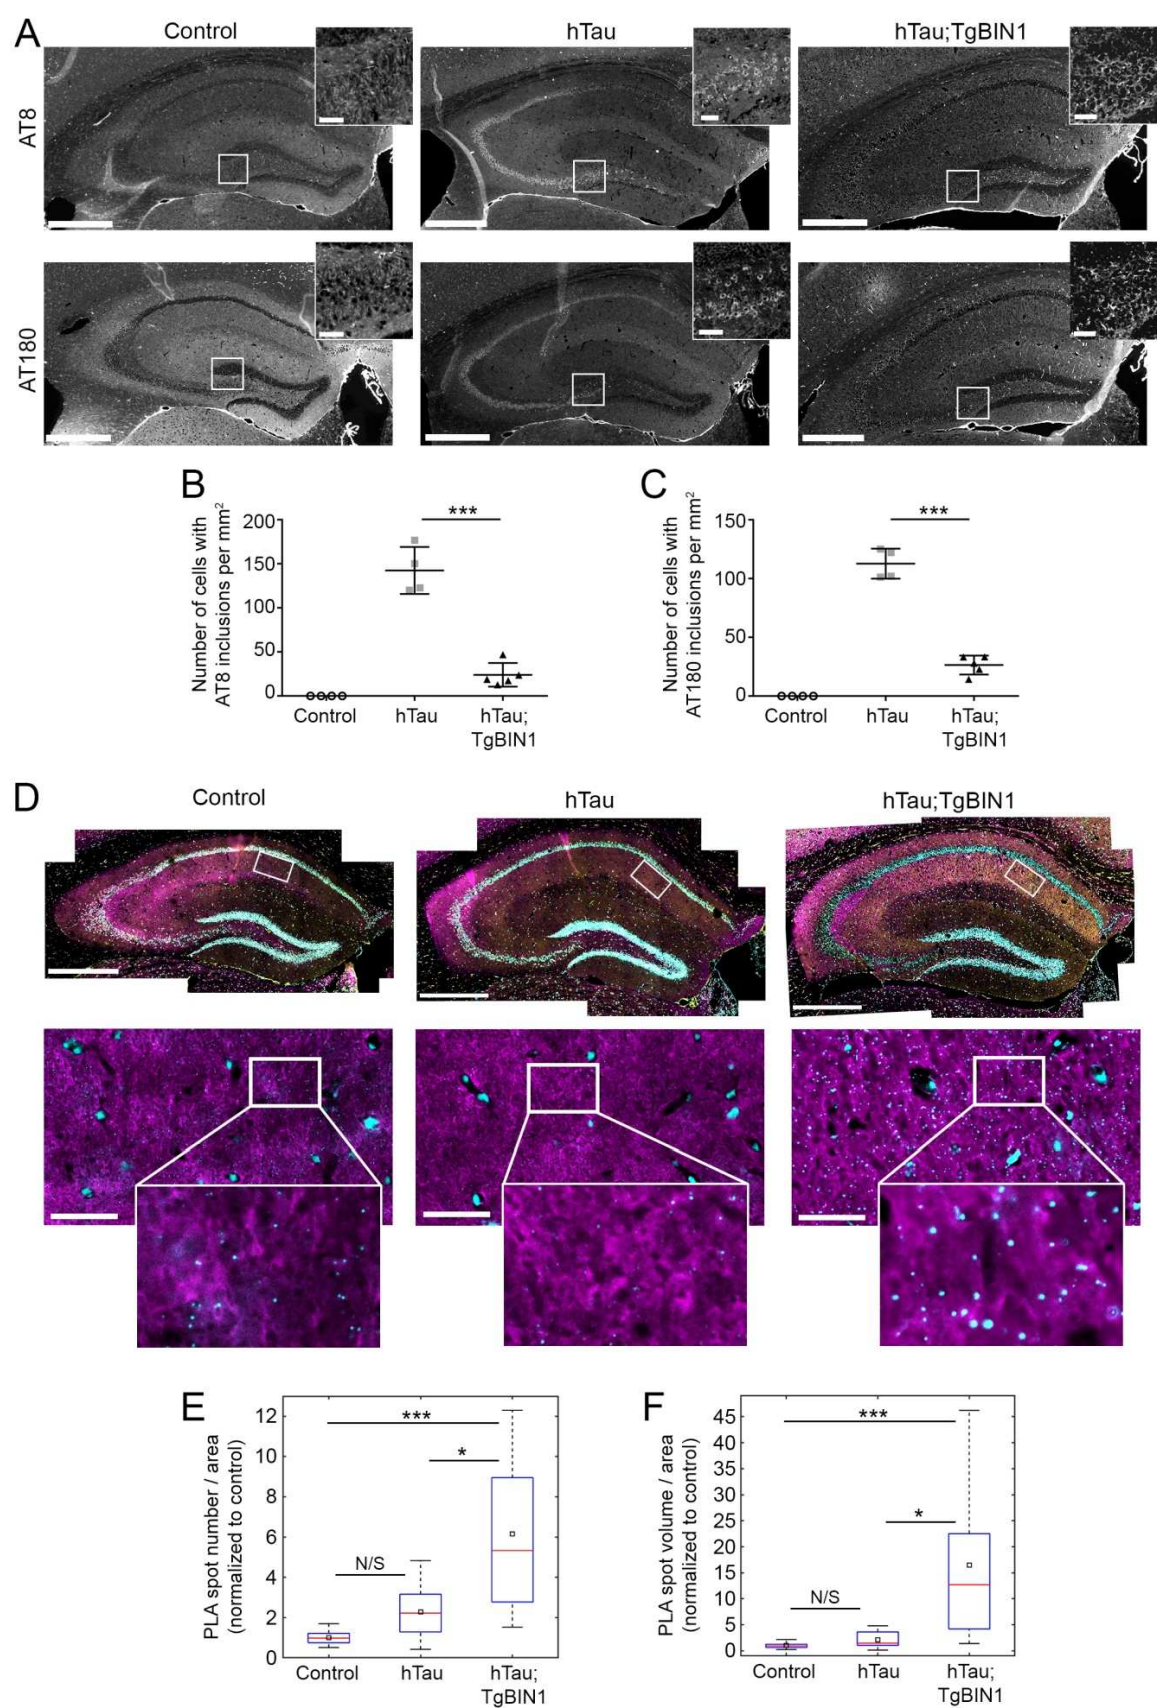 A
Control
hTau
hTau;TgBIN1
AT8
AT180
B
Number of cells with
AT8 inclusions per mm²
200
150
100
50
0
***
Control
hTau
hTau;
TgBIN1
C
Number of cells with
AT180 inclusions per mm²
150
100
50
0
***
Control
hTau
hTau;
TgBIN1
D
Control
hTau
hTau;TgBIN1
E
PLA spot number / area
(normalized to control)
12
10
8
6
4
2
0
***
*
N/S
Control
hTau
hTau;
TgBIN1
F
PLA spot volume / area
(normalized to control)
45
40
35
30
25
20
15
10
5
0
***
*
N/S
Control
hTau
hTau;
TgBIN1